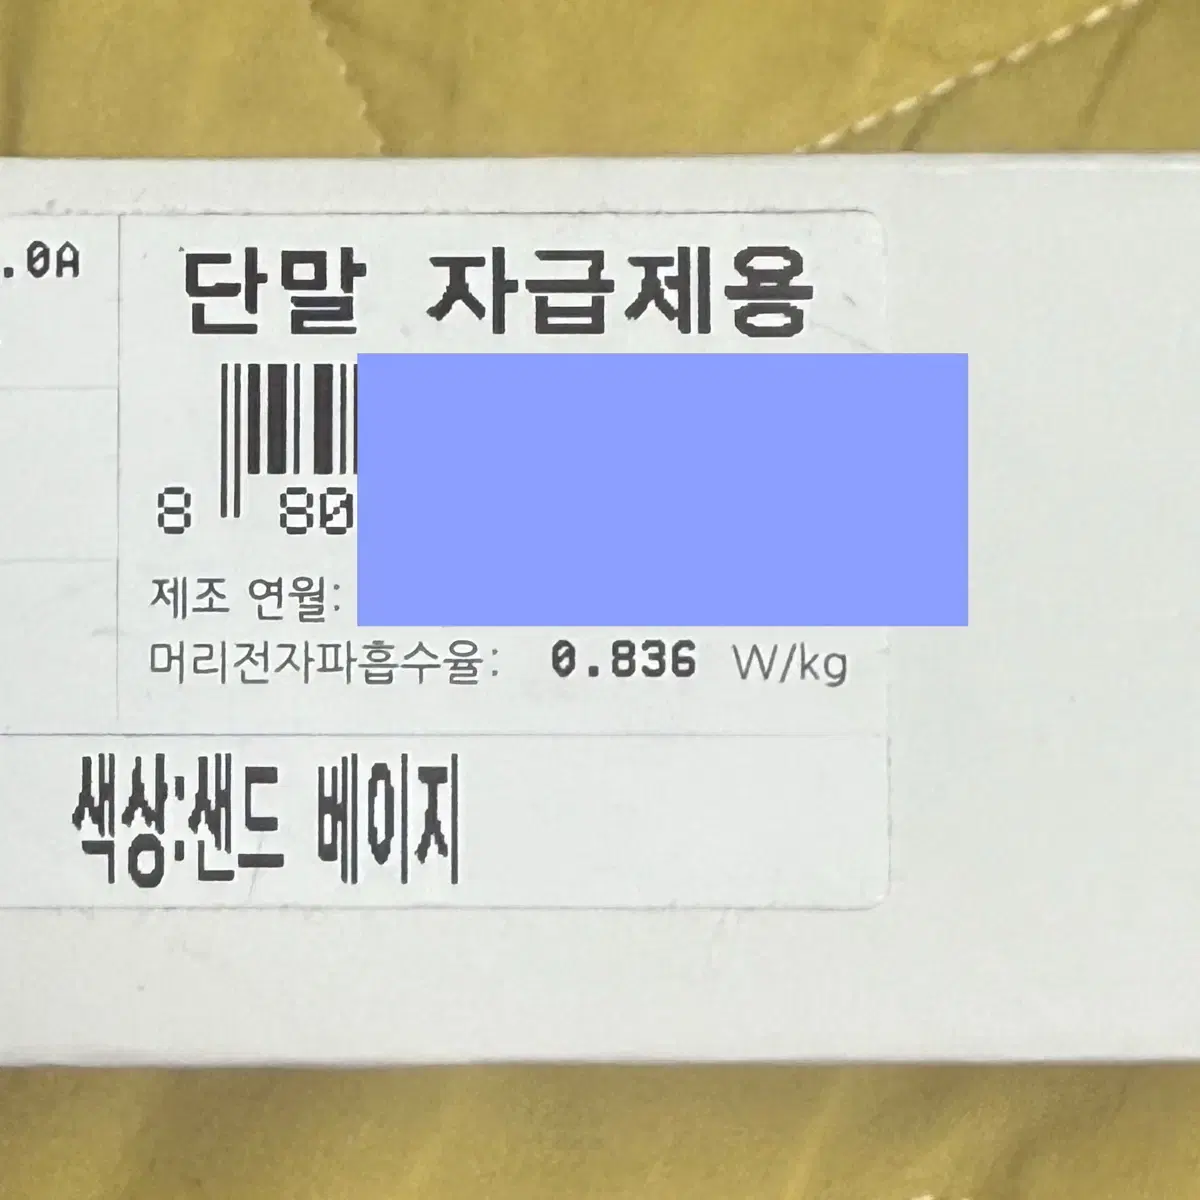 .0A
단말 자급제용
8 80
제조 연월:
머리전자파흡수율: 0.836 W/kg
색상:샌드 베이지